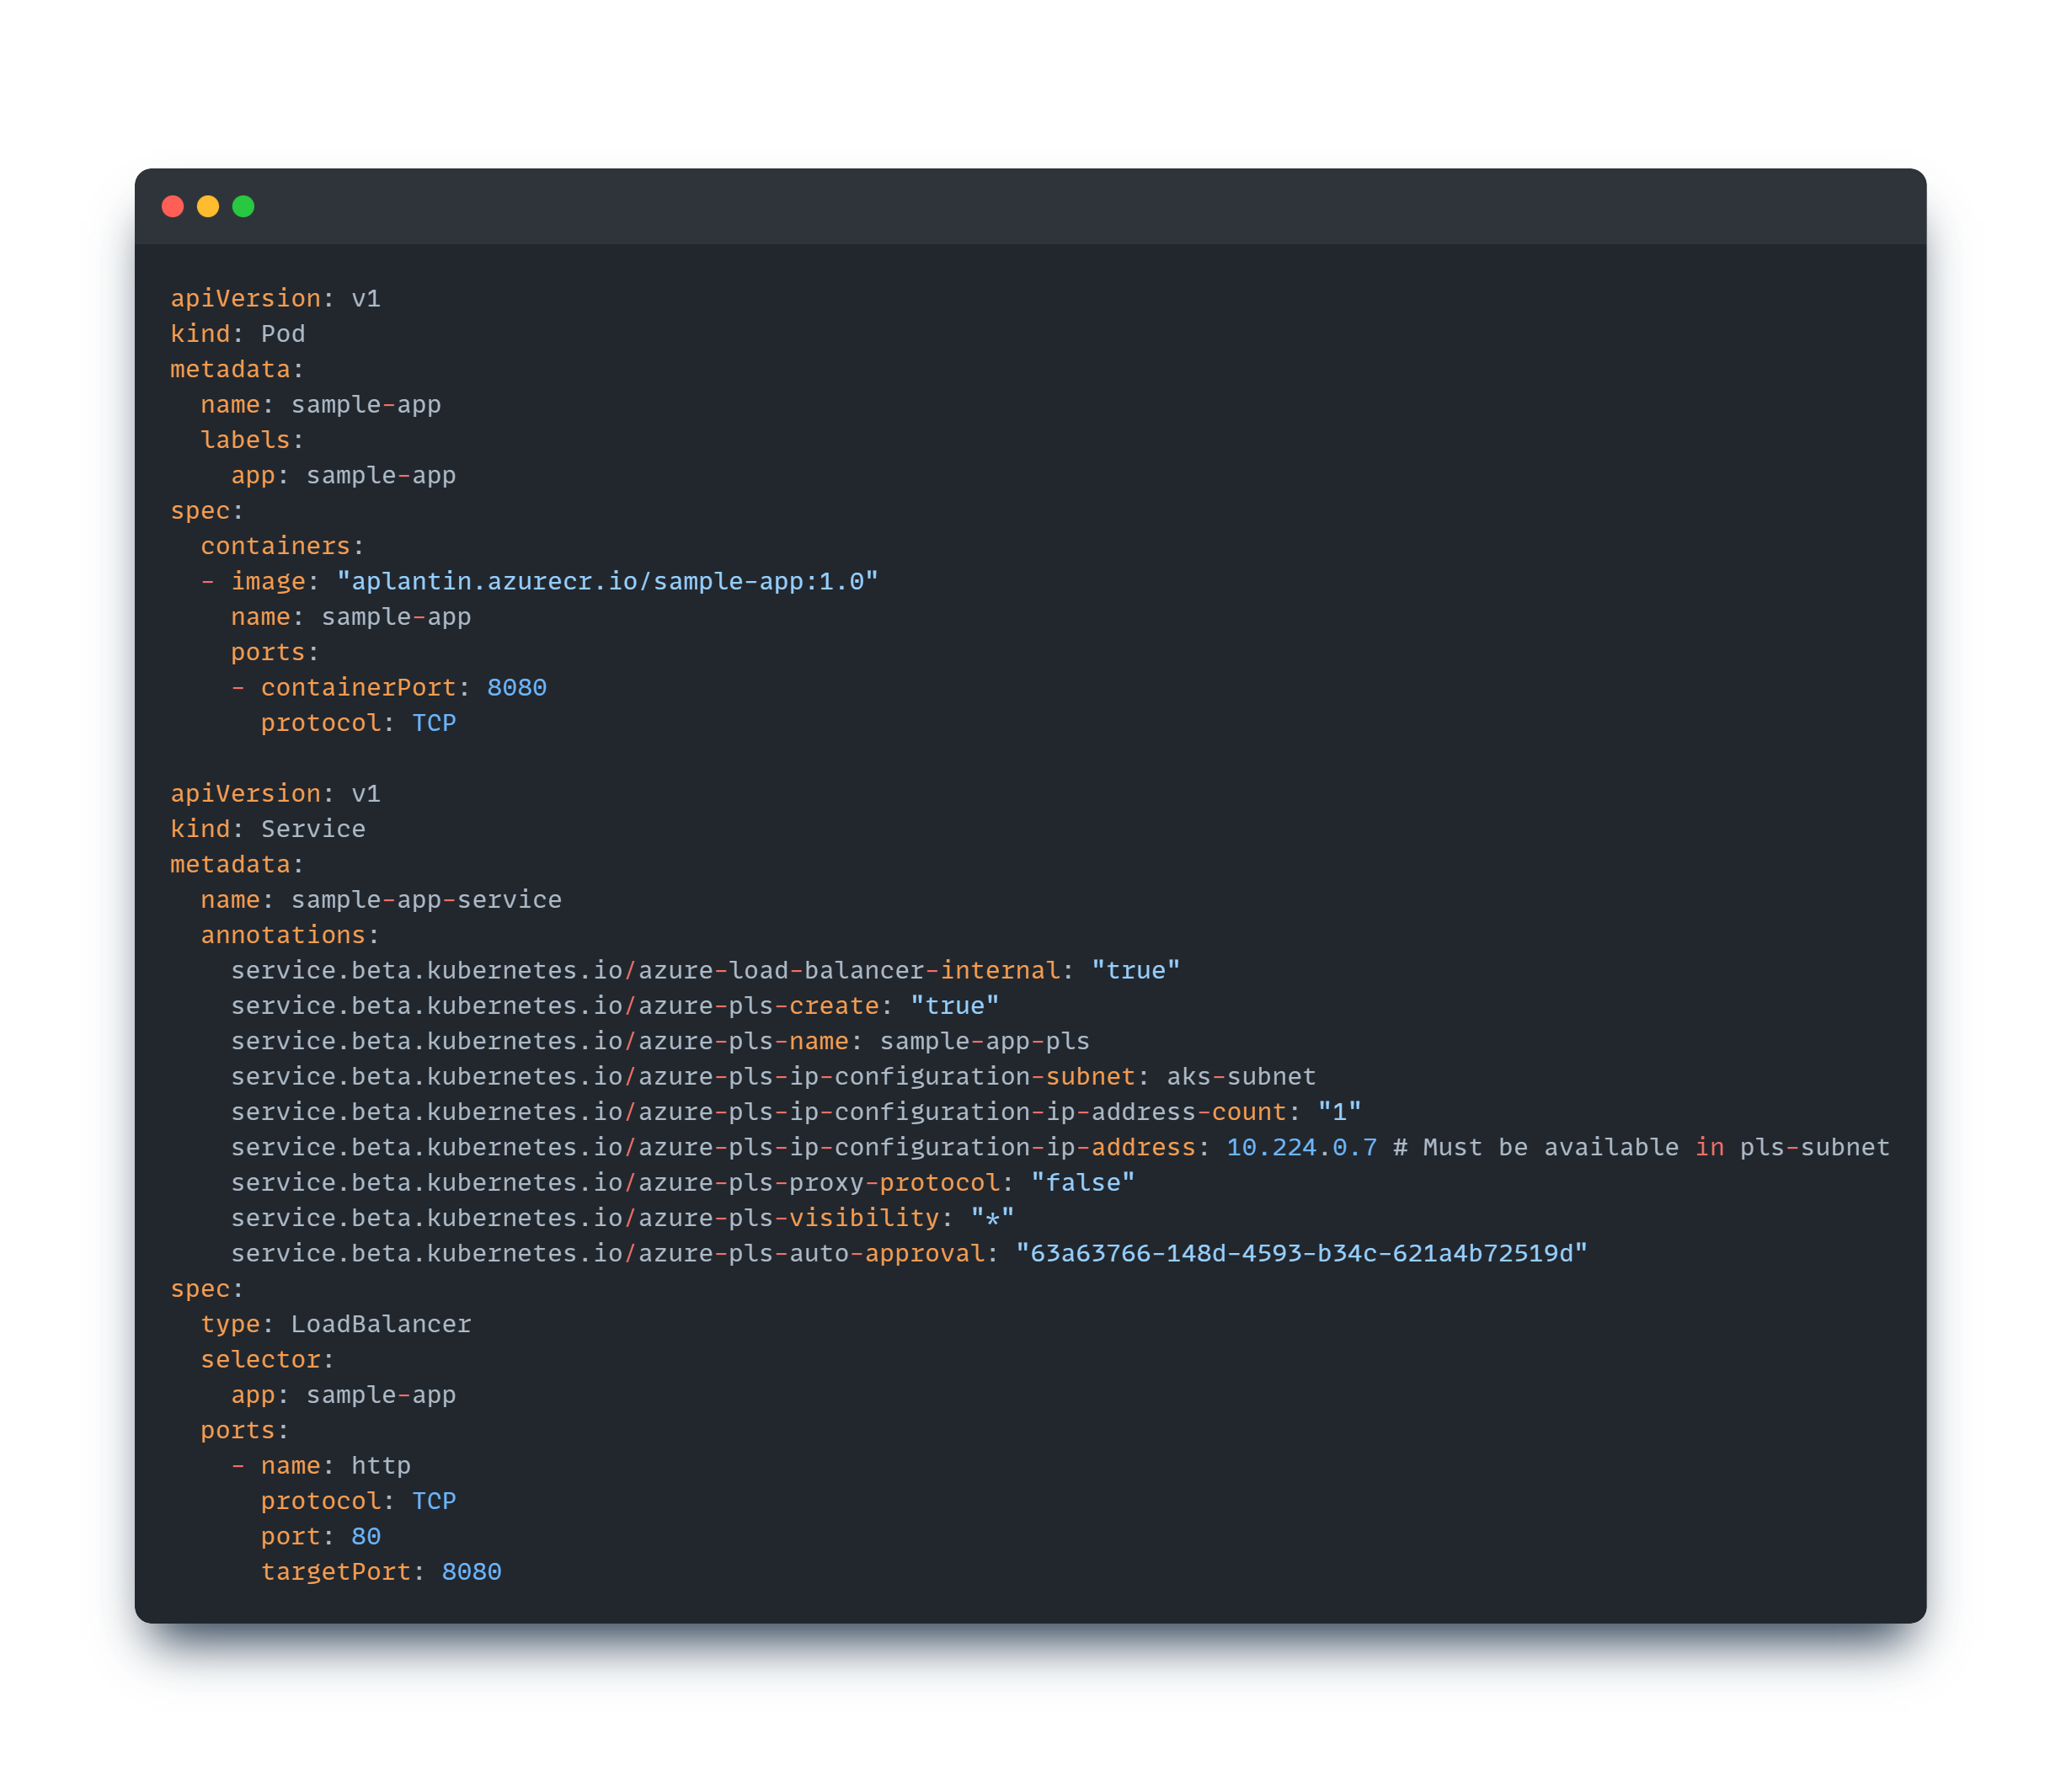 apiVersion: v1
kind: Pod
metadata:
  name: sample-app
  labels:
    app: sample-app
spec:
  containers:
  - image: "aplantin.azurecr.io/sample-app:1.0"
    name: sample-app
    ports:
    - containerPort: 8080
      protocol: TCP

apiVersion: v1
kind: Service
metadata:
  name: sample-app-service
  annotations:
    service.beta.kubernetes.io/azure-load-balancer-internal: "true"
    service.beta.kubernetes.io/azure-pls-create: "true"
    service.beta.kubernetes.io/azure-pls-name: sample-app-pls
    service.beta.kubernetes.io/azure-pls-ip-configuration-subnet: aks-subnet
    service.beta.kubernetes.io/azure-pls-ip-configuration-ip-address-count: "1"
    service.beta.kubernetes.io/azure-pls-ip-configuration-ip-address: 10.224.0.7 # Must be available in pls-subnet
    service.beta.kubernetes.io/azure-pls-proxy-protocol: "false"
    service.beta.kubernetes.io/azure-pls-visibility: "*"
    service.beta.kubernetes.io/azure-pls-auto-approval: "63a63766-148d-4593-b34c-621a4b72519d"
spec:
  type: LoadBalancer
  selector:
    app: sample-app
  ports:
    - name: http
      protocol: TCP
      port: 80
      targetPort: 8080